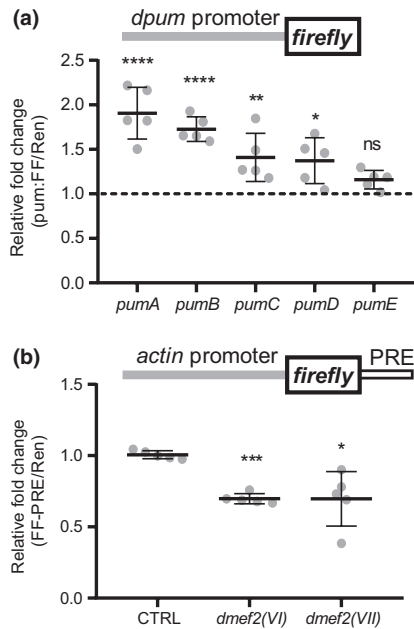 (a)
dpum promoter
firefly
Relative fold change
(pum:FF/Ren)
2.5
2.0
1.5
1.0
0.5
0.0
**** **** ** * ns
pumA pumB pumC pumD pumE
(b)
actin promoter
firefly
PRE
Relative fold change
(FF-PRE/Ren)
1.5
1.0
0.5
0.0
*** *
CTRL dmef2(VI) dmef2(VII)